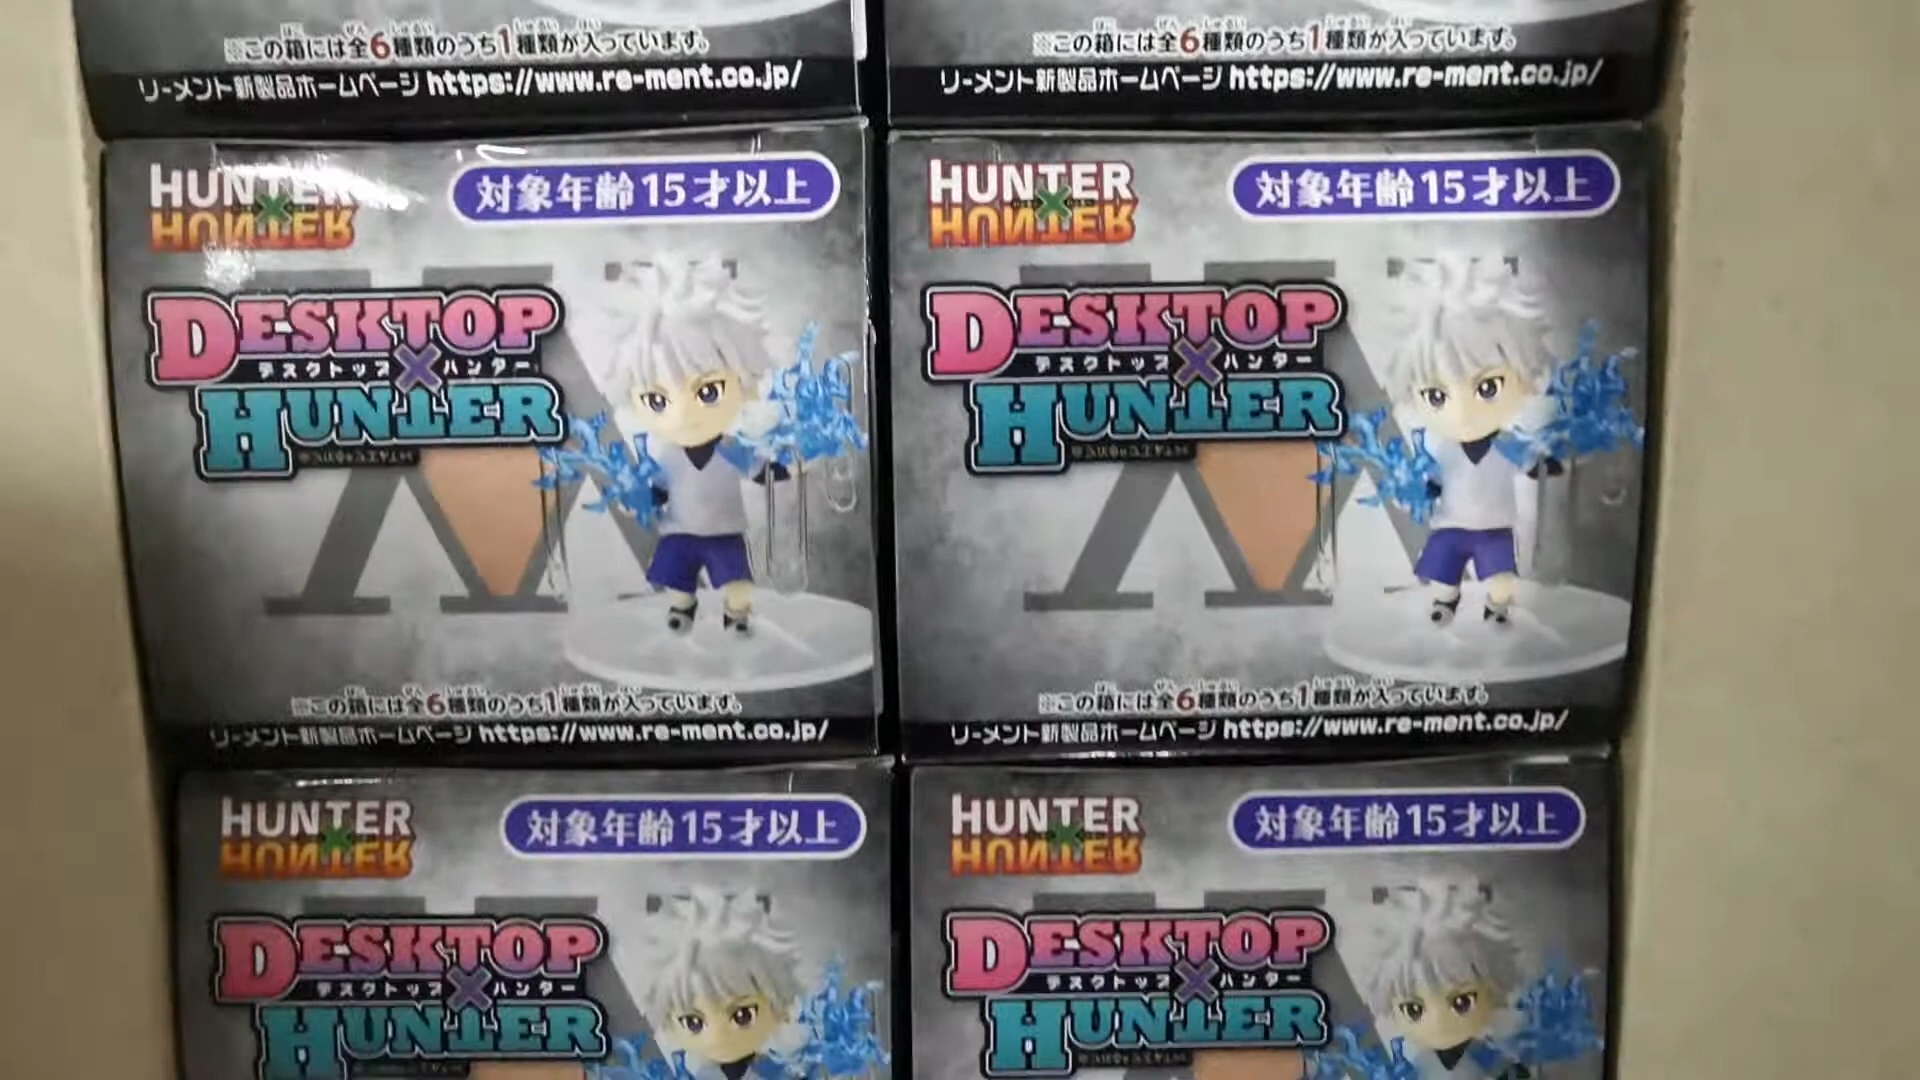 ※この箱には全6種類のうち1種類が入っています。
リーメント新製品ホームページ https://www.re-ment.co.jp/
※この箱には全6種類のうち1種類が入っています。
リーメント新製品ホームページ https://www.re-ment.co.jp/
HUNTER
×
HUNTER
対象年齢15才以上
DESKTOP
デスクトップ×ハンター
HUNTER
※この箱には全6種類のうち1種類が入っています。
リーメント新製品ホームページ https://www.re-ment.co.jp/
HUNTER
×
HUNTER
対象年齢15才以上
DESKTOP
デスクトップ×ハンター
HUNTER
※この箱には全6種類のうち1種類が入っています。
リーメント新製品ホームページ https://www.re-ment.co.jp/
HUNTER
×
HUNTER
対象年齢15才以上
DESKTOP
デスクトップ×ハンター
HUNTER
HUNTER
×
HUNTER
対象年齢15才以上
DESKTOP
デスクトップ×ハンター
HUNTER